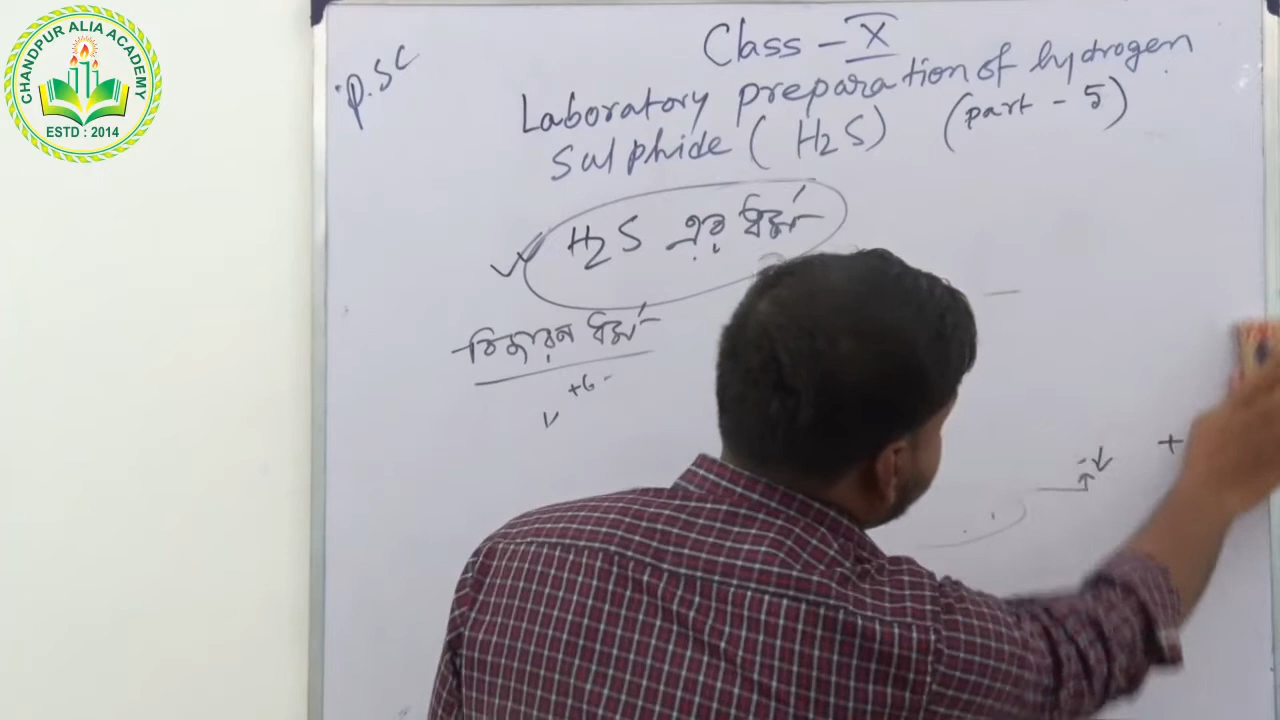 CHANDPUR ALIA ACADEMY
ESTD : 2014
P.SC
Class - X
Laboratory preparation of hydrogen
Sulphide (H2S) (part - 5)
H2S এর ধর্ম
বিজারন ধর্ম